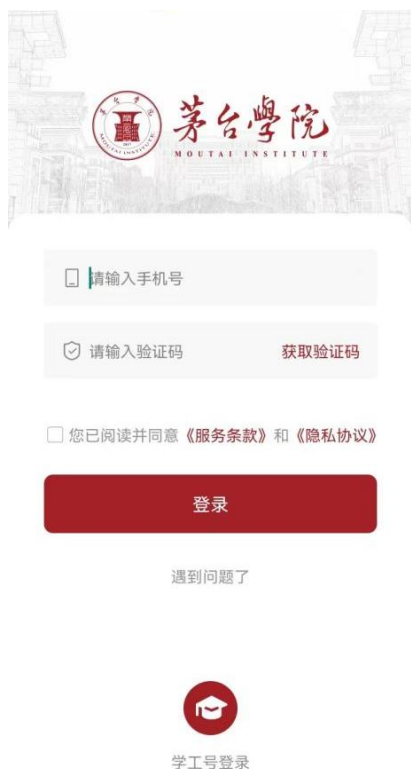 茅台學院
MOUTAI INSTITUTE
请输入手机号
请输入验证码 获取验证码
您已阅读并同意《服务条款》和《隐私协议》
登录
遇到问题了
学工号登录